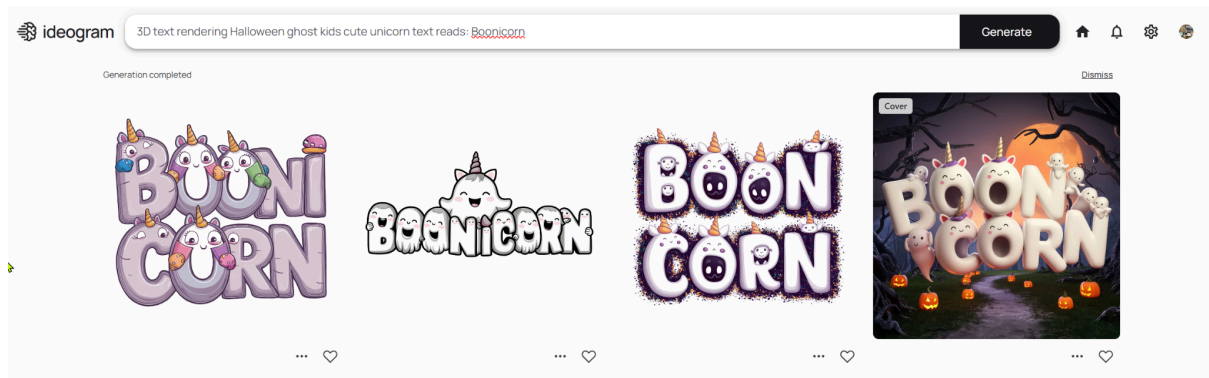 ideogram
3D text rendering Halloween ghost kids cute unicorn text reads: Boonicorn
Generate
Generation completed
Dismiss
BOONI
CORN
BOONiCORN
BOON
CORN
Cover
BOON
iCORN